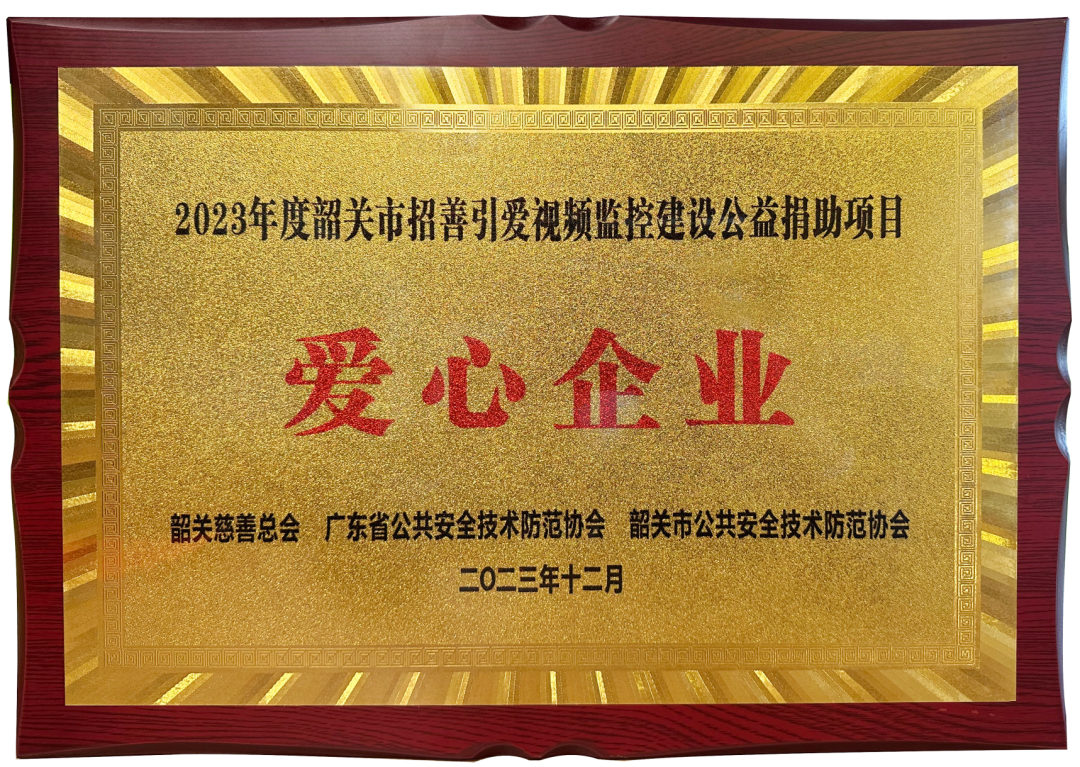 2023年度韶关市招善引爱视频监控建设公益捐助项目
爱心企业
韶关慈善总会 广东省公共安全技术防范协会 韶关市公共安全技术防范协会
二〇二三年十二月